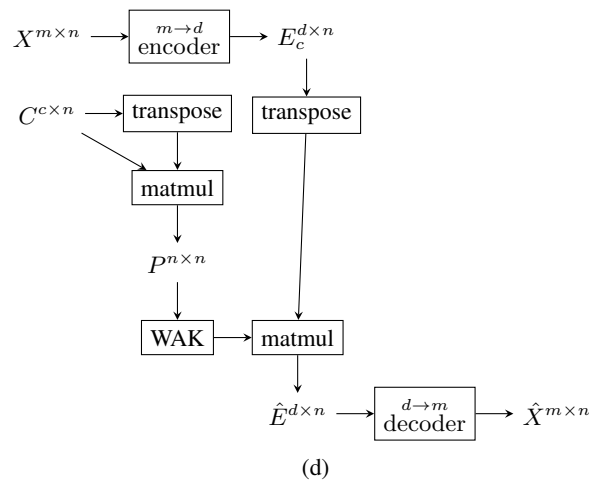 X^{m×n}
m→d
encoder
E_c^{d×n}
C^{c×n}
transpose
transpose
matmul
P^{n×n}
WAK
matmul
Ê^{d×n}
d→m
decoder
X̂^{m×n}
(d)